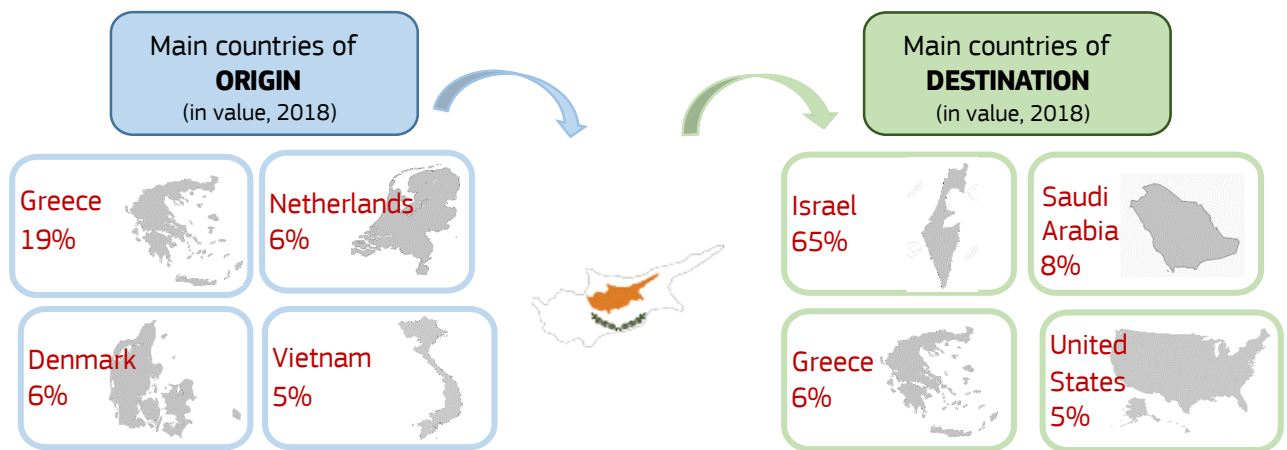 Main countries of
ORIGIN
(in value, 2018)
Main countries of
DESTINATION
(in value, 2018)
Greece
19%
Netherlands
6%
Israel
65%
Saudi
Arabia
8%
Denmark
6%
Vietnam
5%
Greece
6%
United
States
5%